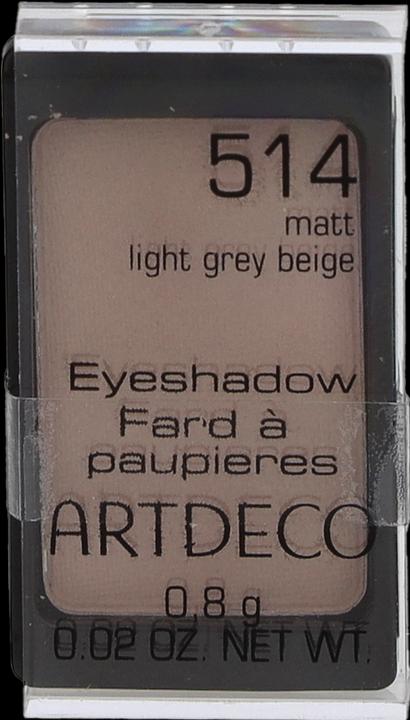 514
matt
light grey beige
Eyeshadow
Fard à
paupieres
ARTDECO
0,8 g
0.02 OZ. NET WT.